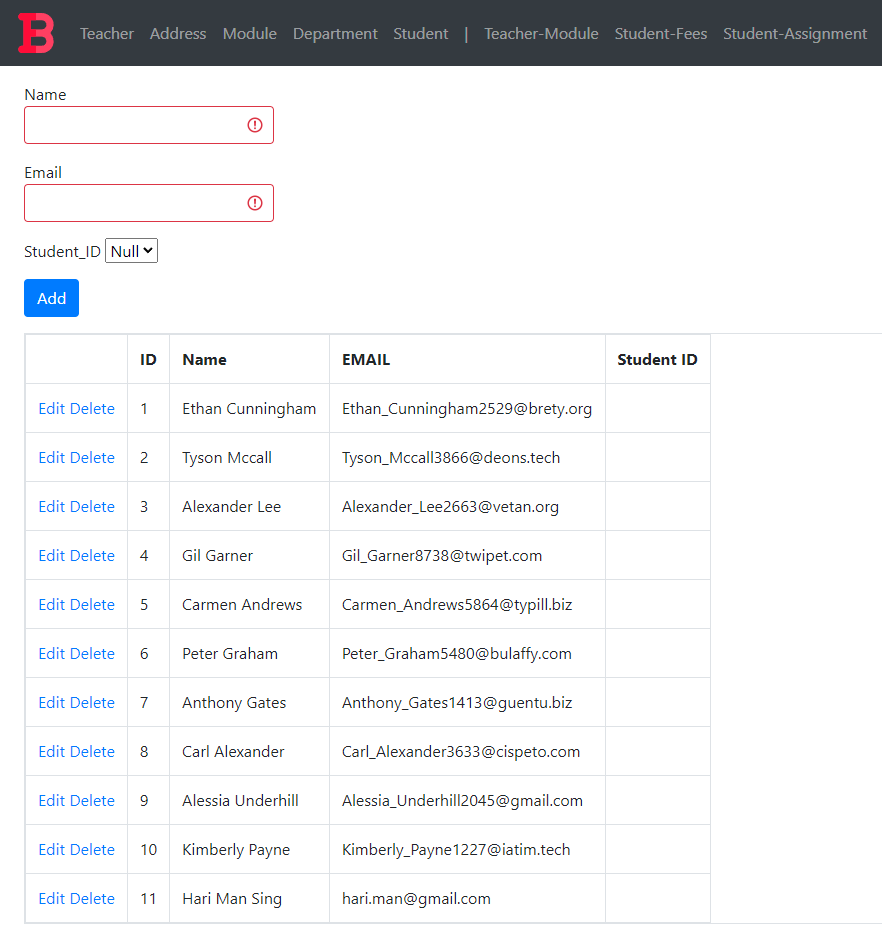 B Teacher Address Module Department Student | Teacher-Module Student-Fees Student-Assignment
Name
Email
Student_ID Null
Add
ID Name EMAIL Student ID
Edit Delete 1 Ethan Cunningham Ethan_Cunningham2529@brety.org
Edit Delete 2 Tyson Mccall Tyson_Mccall3866@deons.tech
Edit Delete 3 Alexander Lee Alexander_Lee2663@vetan.org
Edit Delete 4 Gil Garner Gil_Garner8738@twipet.com
Edit Delete 5 Carmen Andrews Carmen_Andrews5864@typill.biz
Edit Delete 6 Peter Graham Peter_Graham5480@bulaffy.com
Edit Delete 7 Anthony Gates Anthony_Gates1413@guentu.biz
Edit Delete 8 Carl Alexander Carl_Alexander3633@cispeto.com
Edit Delete 9 Alessia Underhill Alessia_Underhill2045@gmail.com
Edit Delete 10 Kimberly Payne Kimberly_Payne1227@iatim.tech
Edit Delete 11 Hari Man Sing hari.man@gmail.com